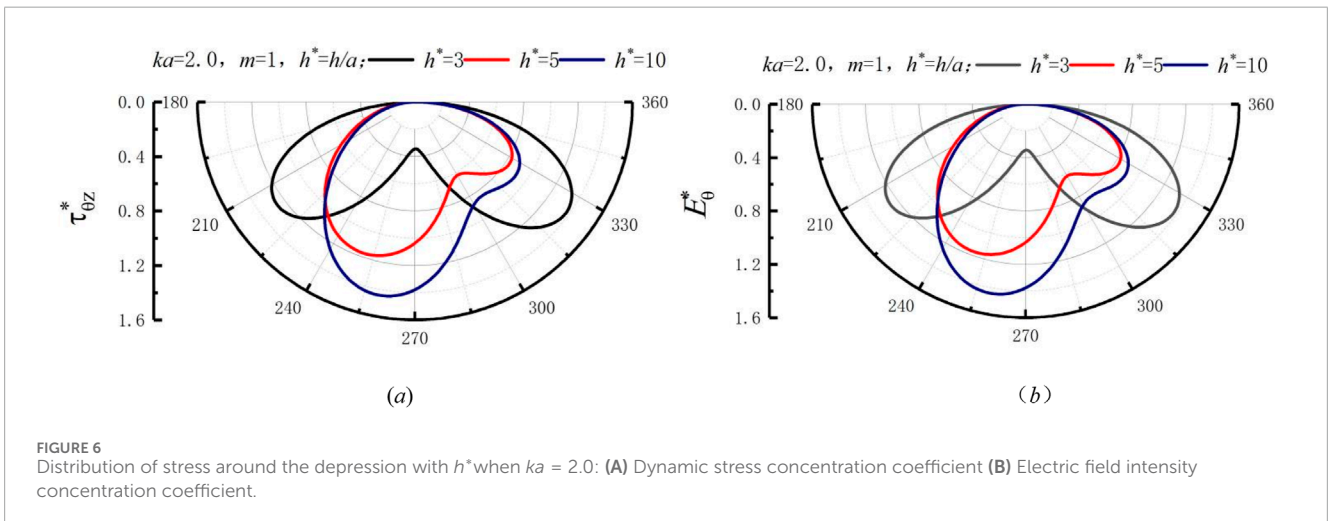 ka=2.0, m=1, h*=h/a; h*=3 h*=5 h*=10
0.0
0.4
0.8
1.2
1.6
τ*θz
180
210
240
270
300
330
360
(a)
ka=2.0, m=1, h*=h/a; h*=3 h*=5 h*=10
0.0
0.4
0.8
1.2
1.6
E*θ
180
210
240
270
300
330
360
(b)
FIGURE 6
Distribution of stress around the depression with h*when ka = 2.0: (A) Dynamic stress concentration coefficient (B) Electric field intensity
concentration coefficient.